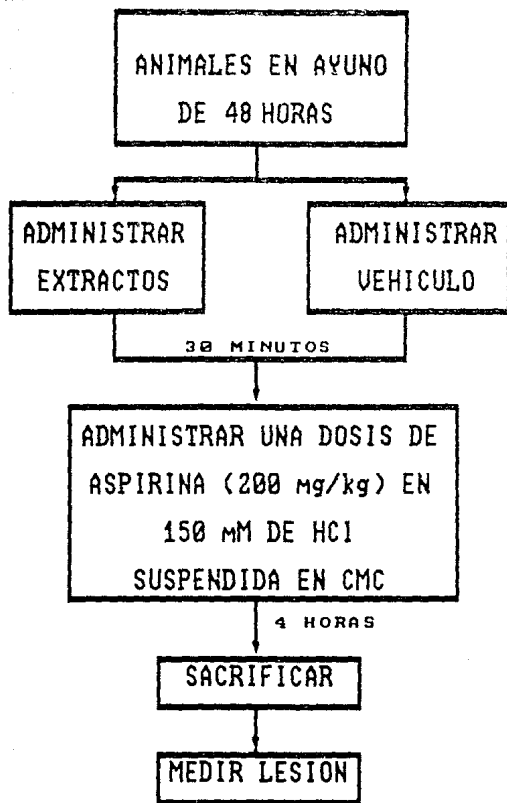 ANIMALES EN AYUNO
DE 48 HORAS
ADMINISTRAR
EXTRACTOS
ADMINISTRAR
VEHICULO
30 MINUTOS
ADMINISTRAR UNA DOSIS DE
ASPIRINA (200 mg/kg) EN
150 mM DE HCl
SUSPENDIDA EN CMC
4 HORAS
SACRIFICAR
MEDIR LESION